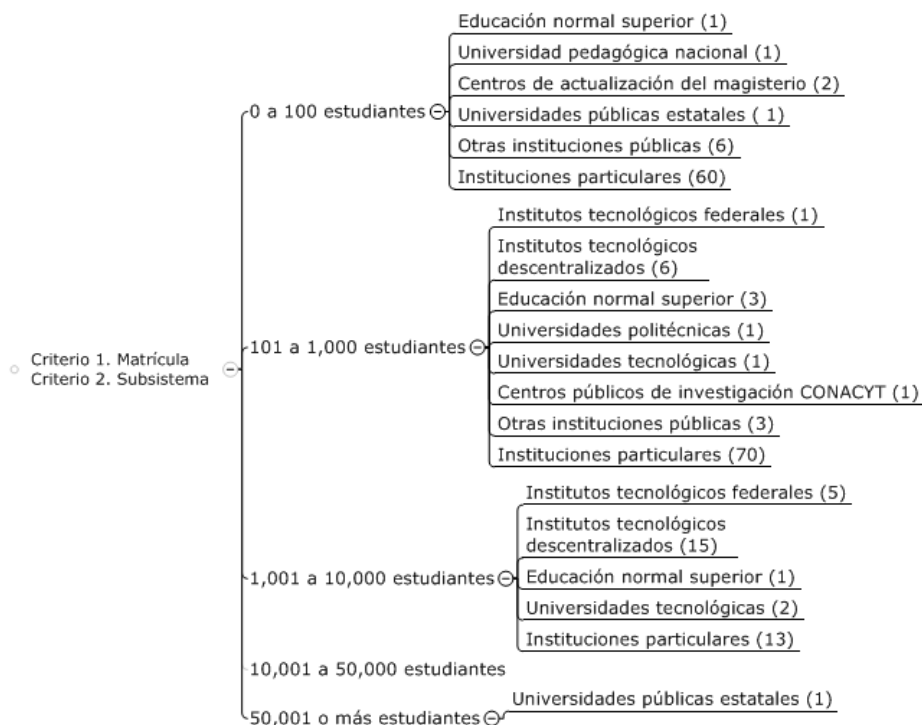 Criterio 1. Matrícula
Criterio 2. Subsistema
0 a 100 estudiantes
Educación normal superior (1)
Universidad pedagógica nacional (1)
Centros de actualización del magisterio (2)
Universidades públicas estatales ( 1)
Otras instituciones públicas (6)
Instituciones particulares (60)
101 a 1,000 estudiantes
Institutos tecnológicos federales (1)
Institutos tecnológicos
descentralizados (6)
Educación normal superior (3)
Universidades politécnicas (1)
Universidades tecnológicas (1)
Centros públicos de investigación CONACYT (1)
Otras instituciones públicas (3)
Instituciones particulares (70)
1,001 a 10,000 estudiantes
Institutos tecnológicos federales (5)
Institutos tecnológicos
descentralizados (15)
Educación normal superior (1)
Universidades tecnológicas (2)
Instituciones particulares (13)
10,001 a 50,000 estudiantes
50,001 o más estudiantes
Universidades públicas estatales (1)